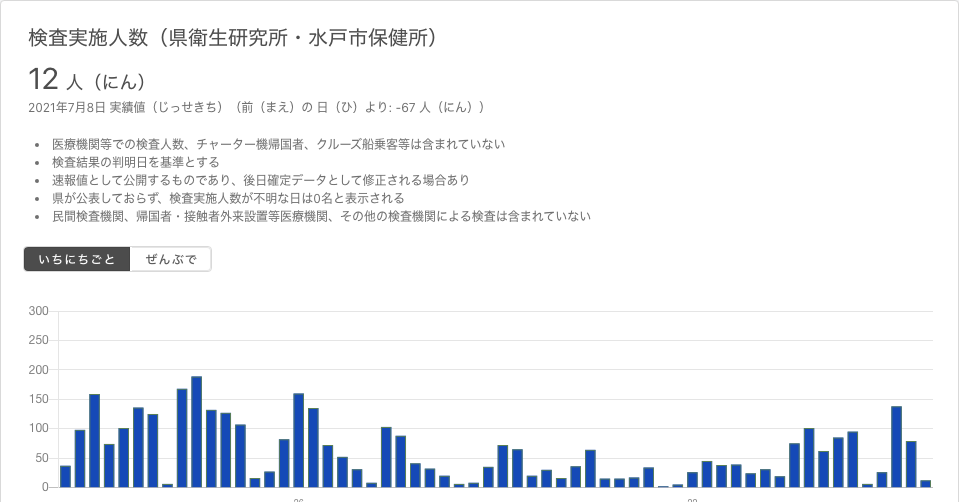 検査実施人数（県衛生研究所・水戸市保健所）
12 人（にん）
2021年7月8日 実績値（じっせきち）（前（まえ）の 日（ひ）より: -67 人（にん））
• 医療機関等での検査人数、チャーター機帰国者、クルーズ船乗客等は含まれていない
• 検査結果の判明日を基準とする
• 速報値として公開するものであり、後日確定データとして修正される場合あり
• 県が公表しておらず、検査実施人数が不明な日は0名と表示される
• 民間検査機関、帰国者・接触者外来設置等医療機関、その他の検査機関による検査は含まれていない
いちにちごと ぜんぶで
300
250
200
150
100
50
0